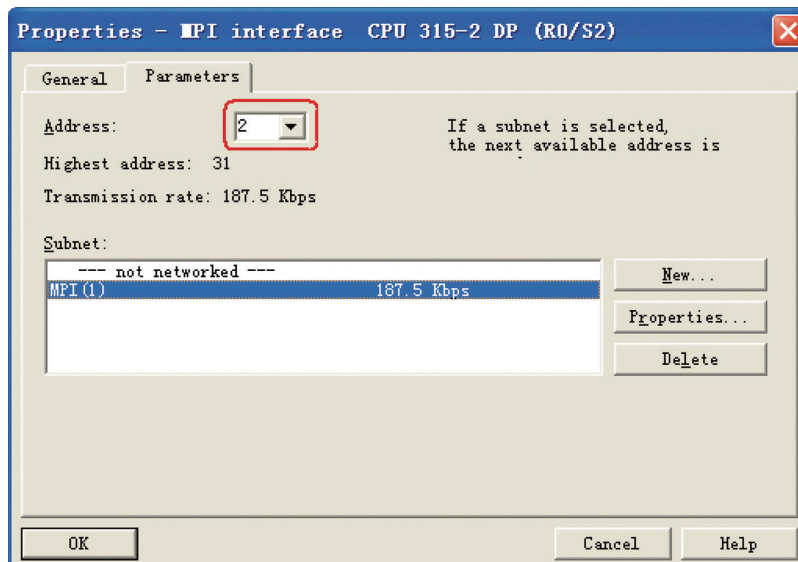 Properties - MPI interface CPU 315-2 DP (R0/S2)
General Parameters
Address: 2
If a subnet is selected,
the next available address is
Highest address: 31
Transmission rate: 187.5 Kbps
Subnet:
--- not networked ---
MPI(1) 187.5 Kbps
New...
Properties...
Delete
OK Cancel Help